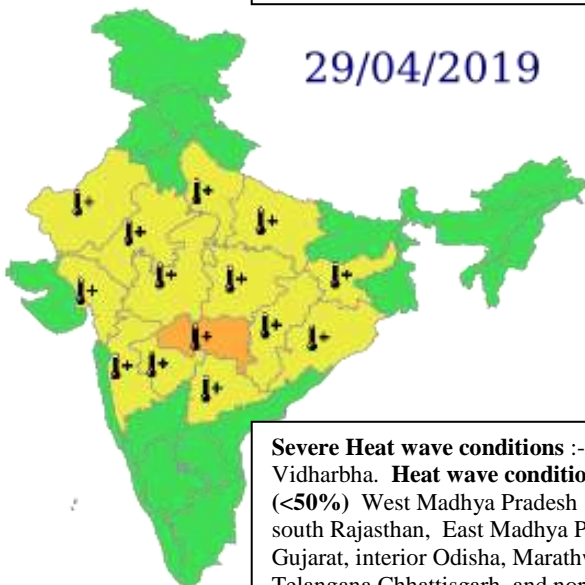 29/04/2019
Severe Heat wave conditions :-
Vidharbha. Heat wave conditio
(<50%) West Madhya Pradesh
south Rajasthan, East Madhya P
Gujarat, interior Odisha, Marathw
Telangana Chhattisgarh and nor